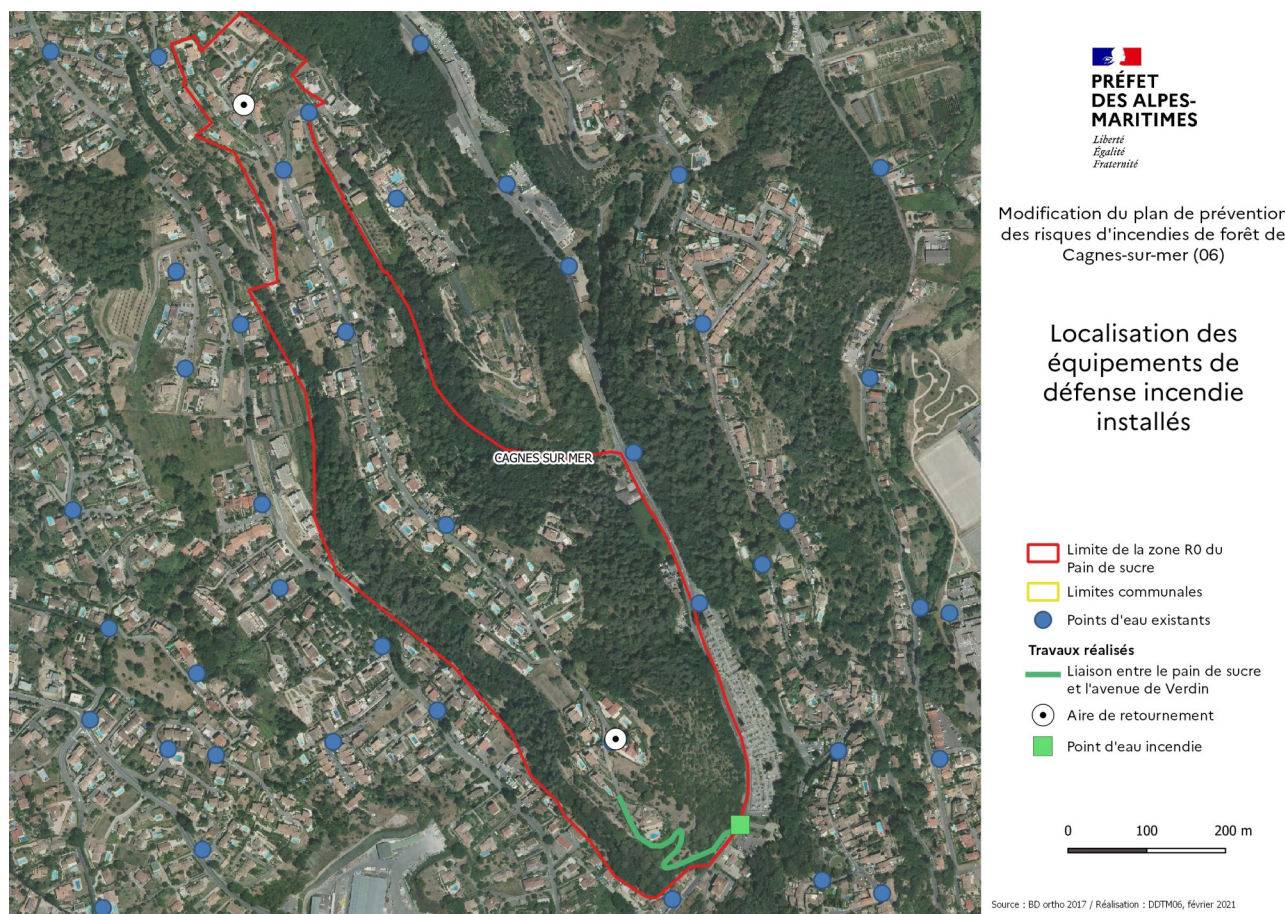 PRÉFET
DES ALPES-
MARITIMES
Liberté
Égalité
Fraternité
Modification du plan de prévention
des risques d'incendies de forêt de
Cagnes-sur-mer (06)
Localisation des
équipements de
défense incendie
installés
CAGNES SUR MER
Limite de la zone R0 du
Pain de sucre
Limites communales
Points d'eau existants
Travaux réalisés
Liaison entre le pain de sucre
et l'avenue de Verdin
Aire de retournement
Point d'eau incendie
0 100 200 m
Source : BD ortho 2017 / Réalisation : DDTM06, février 2021